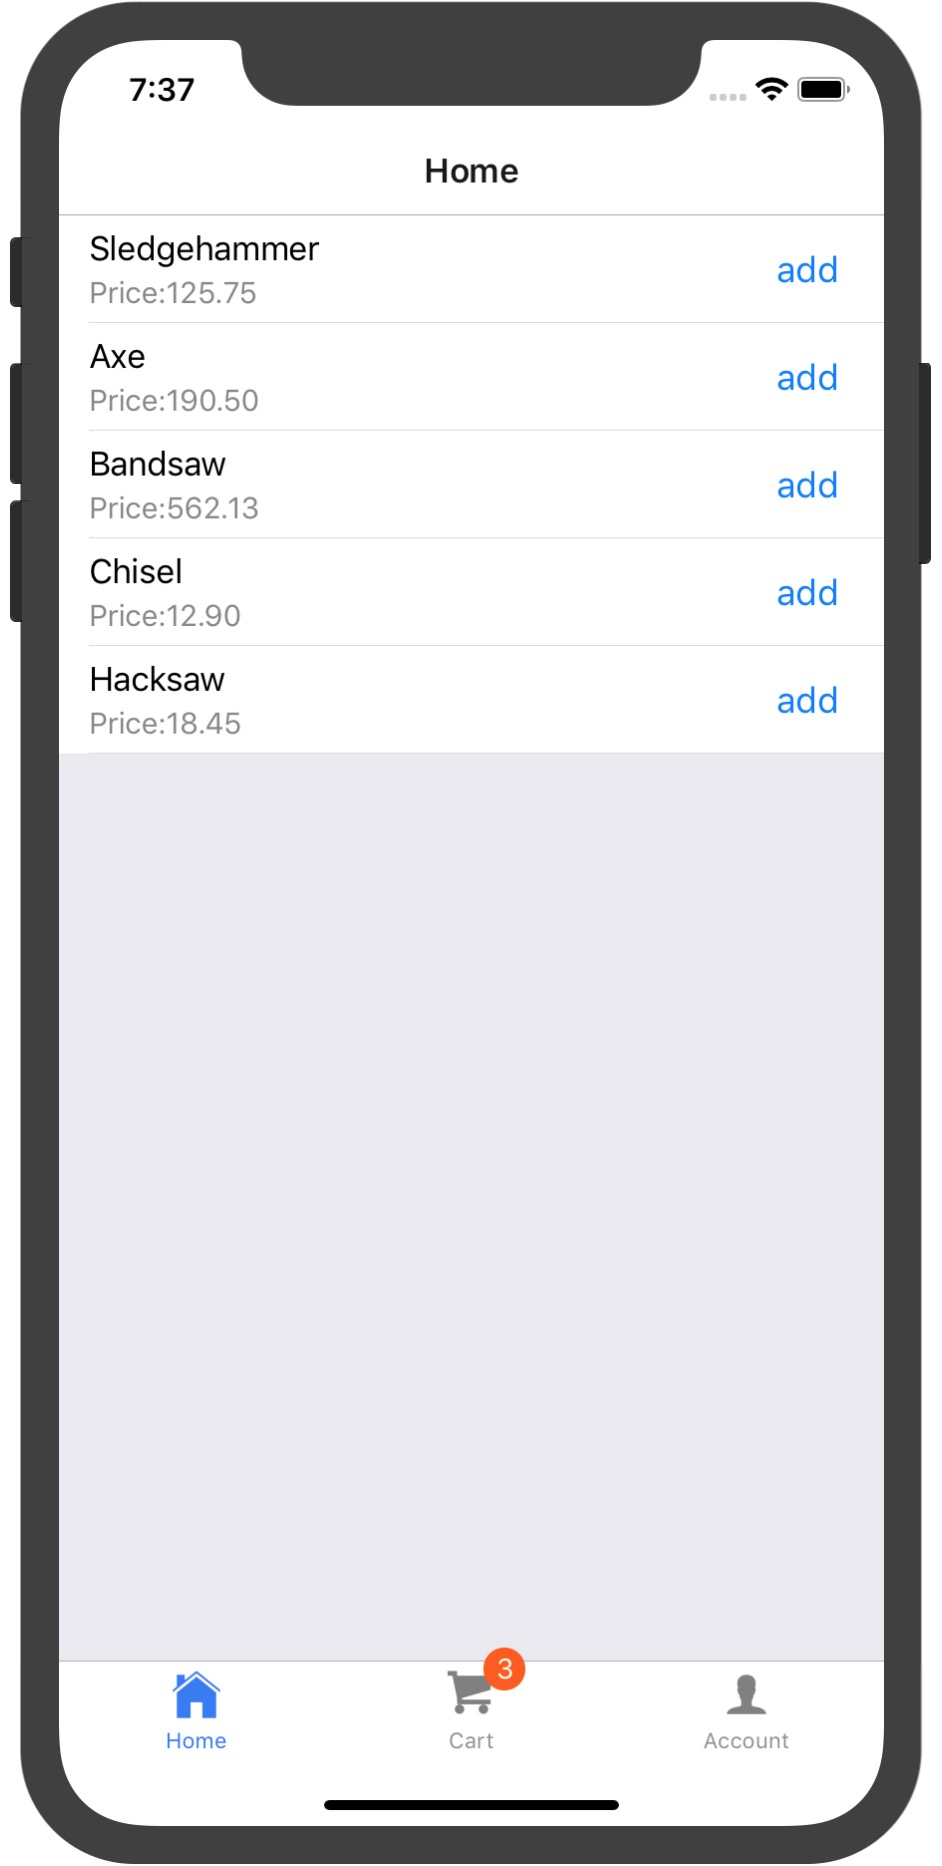 7:37
Home
Sledgehammer
Price:125.75
add
Axe
Price:190.50
add
Bandsaw
Price:562.13
add
Chisel
Price:12.90
add
Hacksaw
Price:18.45
add
3
Home
Cart
Account